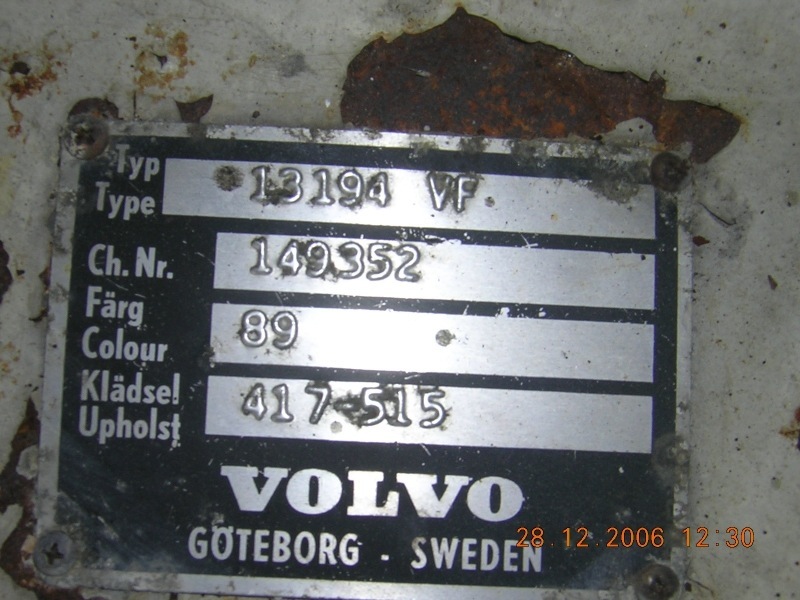 Typ
Type 13194 VF
Ch. Nr. 149352
Färg
Colour 89
Klädsel
Upholst 417-515
VOLVO
GÖTEBORG - SWEDEN
28.12.2006 12:30